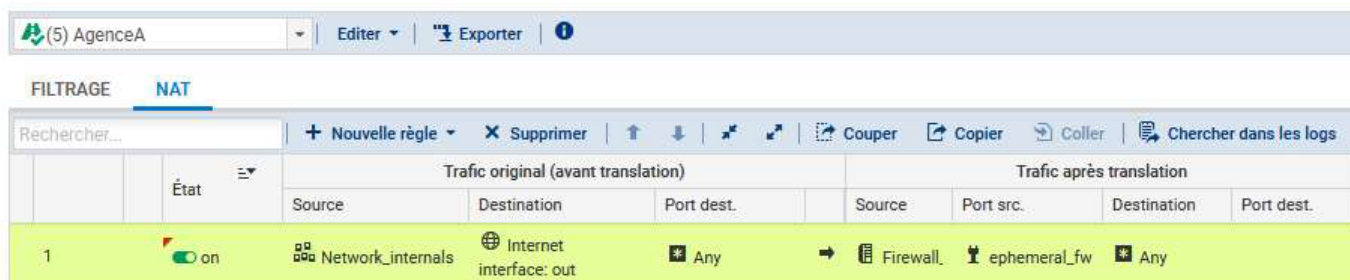 (5) AgenceA Editer Exporter
FILTRAGE NAT
Rechercher... + Nouvelle règle Supprimer Couper Copier Coller Chercher dans les logs
État Trafic original (avant translation) Trafic après translation
Source Destination Port dest. Source Port src. Destination Port dest.
1 on Network_internals Internet Any Firewall_ ephemeral_fw Any
interface: out